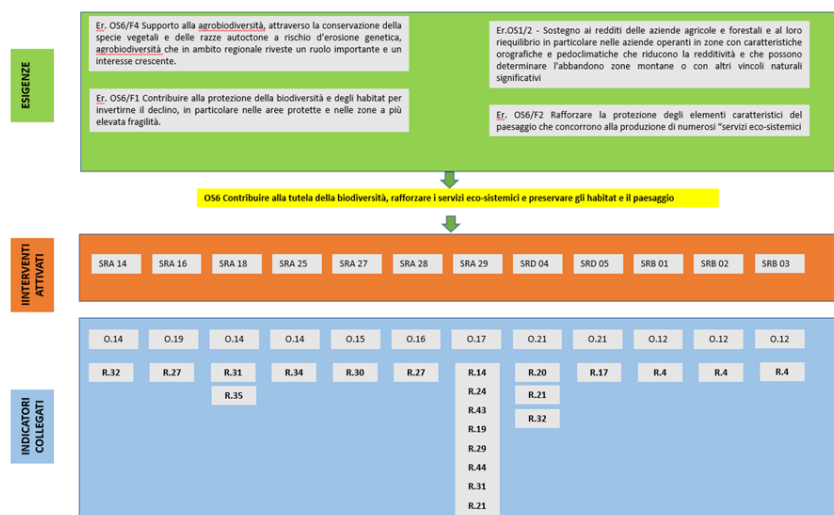 ESIGENZE
Er. OS6/F4 Supporto alla agrobiodiversità, attraverso la conservazione della
specie vegetali e delle razze autoctone a rischio d'erosione genetica,
agrobiodiversità che in ambito regionale riveste un ruolo importante e un
interesse crescente.
Er.OS1/2 - Sostegno ai redditi delle aziende agricole e forestali e al loro
riequilibrio in particolare nelle aziende operanti in zone con caratteristiche
orografiche e pedoclimatiche che riducono la redditività e che possono
determinare l'abbandono zone montane o con altri vincoli naturali
significativi
Er. OS6/F1 Contribuire alla protezione della biodiversità e degli habitat per
invertirne il declino, in particolare nelle aree protette e nelle zone a più
elevata fragilità.
Er. OS6/F2 Rafforzare la protezione degli elementi caratteristici del
paesaggio che concorrono alla produzione di numerosi "servizi eco-sistemici
OS6 Contribuire alla tutela della biodiversità, rafforzare i servizi eco-sistemici e preservare gli habitat e il paesaggio
IINTERVENTI
ATTIVATI
SRA 14 SRA 16 SRA 18 SRA 25 SRA 27 SRA 28 SRA 29 SRD 04 SRD 05 SRB 01 SRB 02 SRB 03
INDICATORI
COLLEGATI
O.14 O.19 O.14 O.14 O.15 O.16 O.17 O.21 O.21 O.12 O.12 O.12
R.32 R.27 R.31 R.34 R.30 R.27 R.14 R.20 R.17 R.4 R.4 R.4
R.35 R.24 R.21
R.43 R.32
R.19
R.29
R.44
R.31
R.21